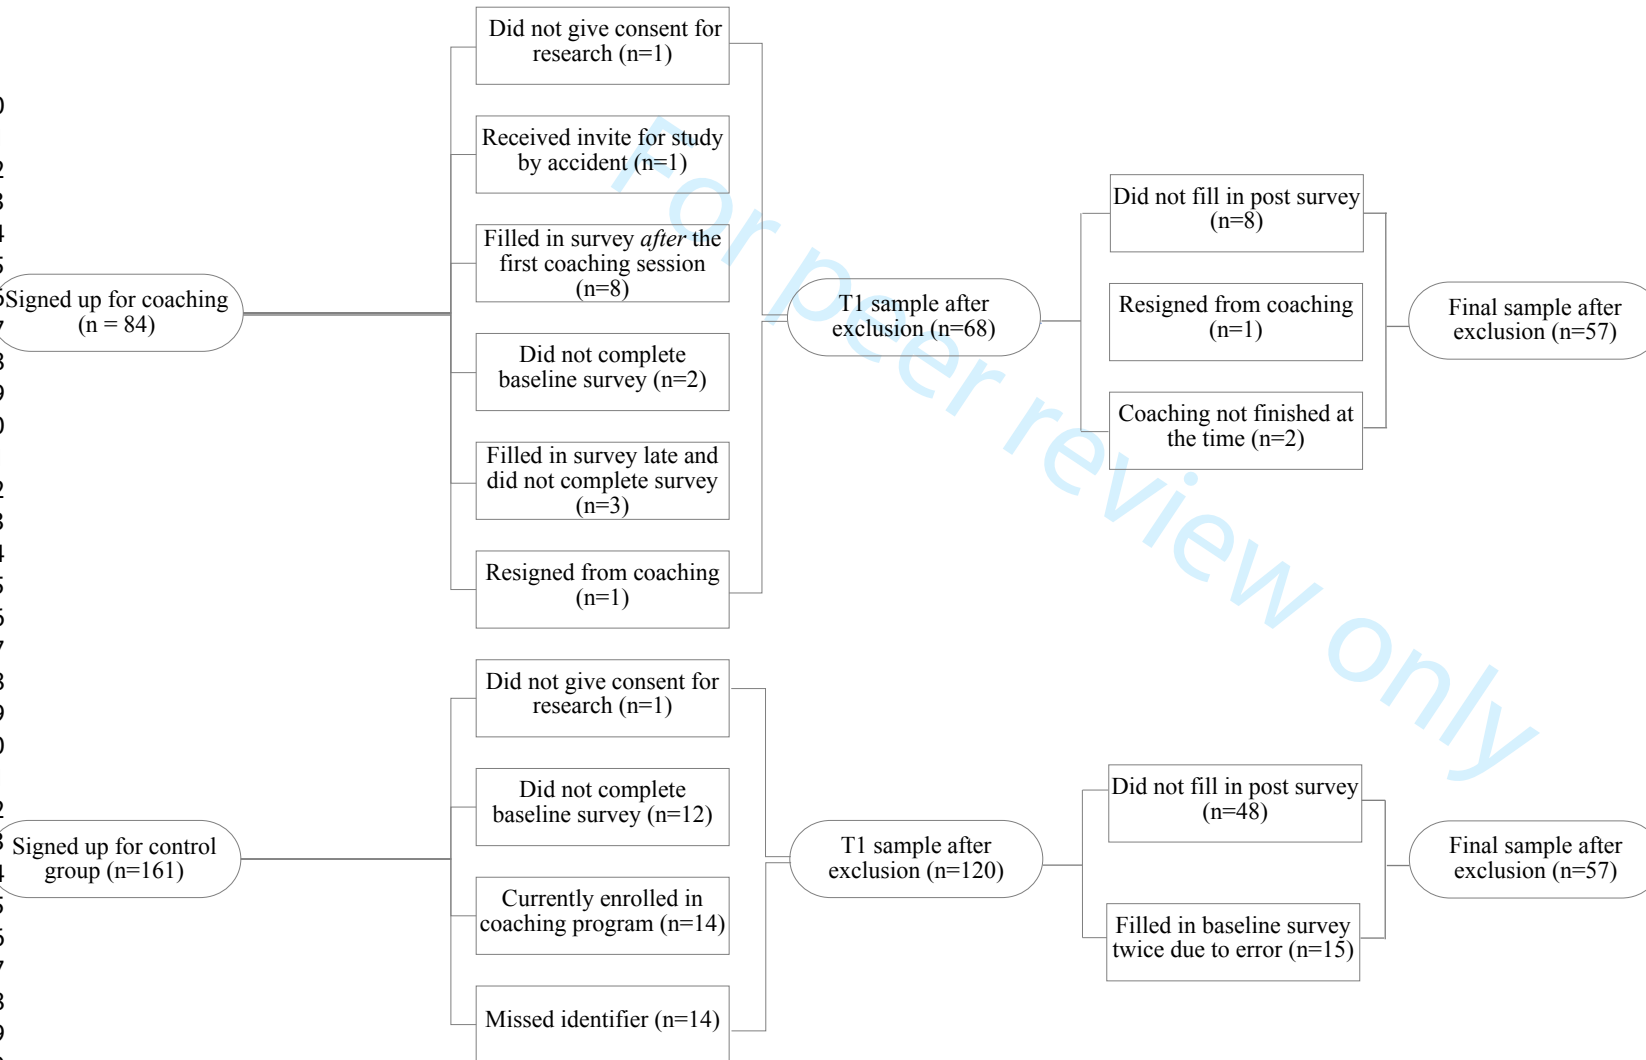 Did not give consent for
research (n=1)
Received invite for study
by accident (n=1)
Filled in survey after the
first coaching session
(n=8)
Signed up for coaching
(n = 84)
Did not complete
baseline survey (n=2)
Filled in survey late and
did not complete survey
(n=3)
Resigned from coaching
(n=1)
T1 sample after
exclusion (n=68)
Did not fill in post survey
(n=8)
Resigned from coaching
(n=1)
Coaching not finished at
the time (n=2)
Final sample after
exclusion (n=57)
Signed up for control
group (n=161)
Did not give consent for
research (n=1)
Did not complete
baseline survey (n=12)
Currently enrolled in
coaching program (n=14)
Missed identifier (n=14)
T1 sample after
exclusion (n=120)
Did not fill in post survey
(n=48)
Filled in baseline survey
twice due to error (n=15)
Final sample after
exclusion (n=57)
For peer review only